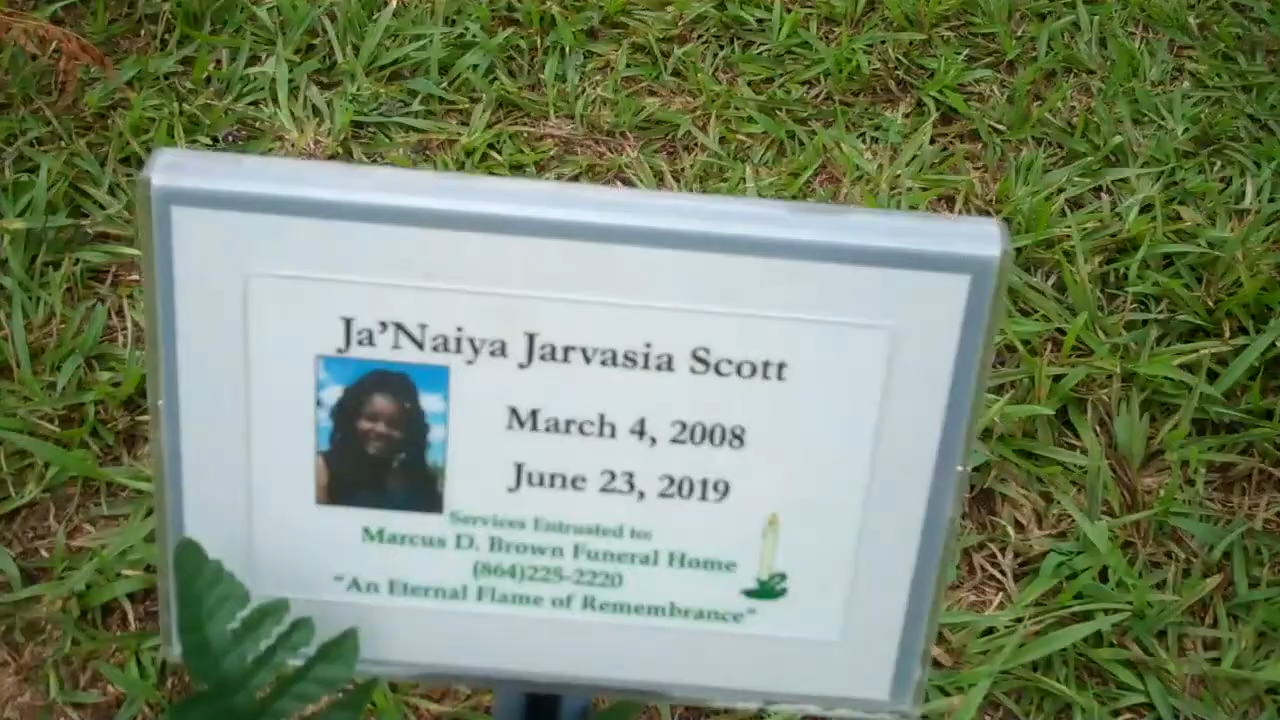 Ja'Naiya Jarvasia Scott
March 4, 2008
June 23, 2019
Services Entrusted to:
Marcus D. Brown Funeral Home
(864)225-2220
"An Eternal Flame of Remembrance"